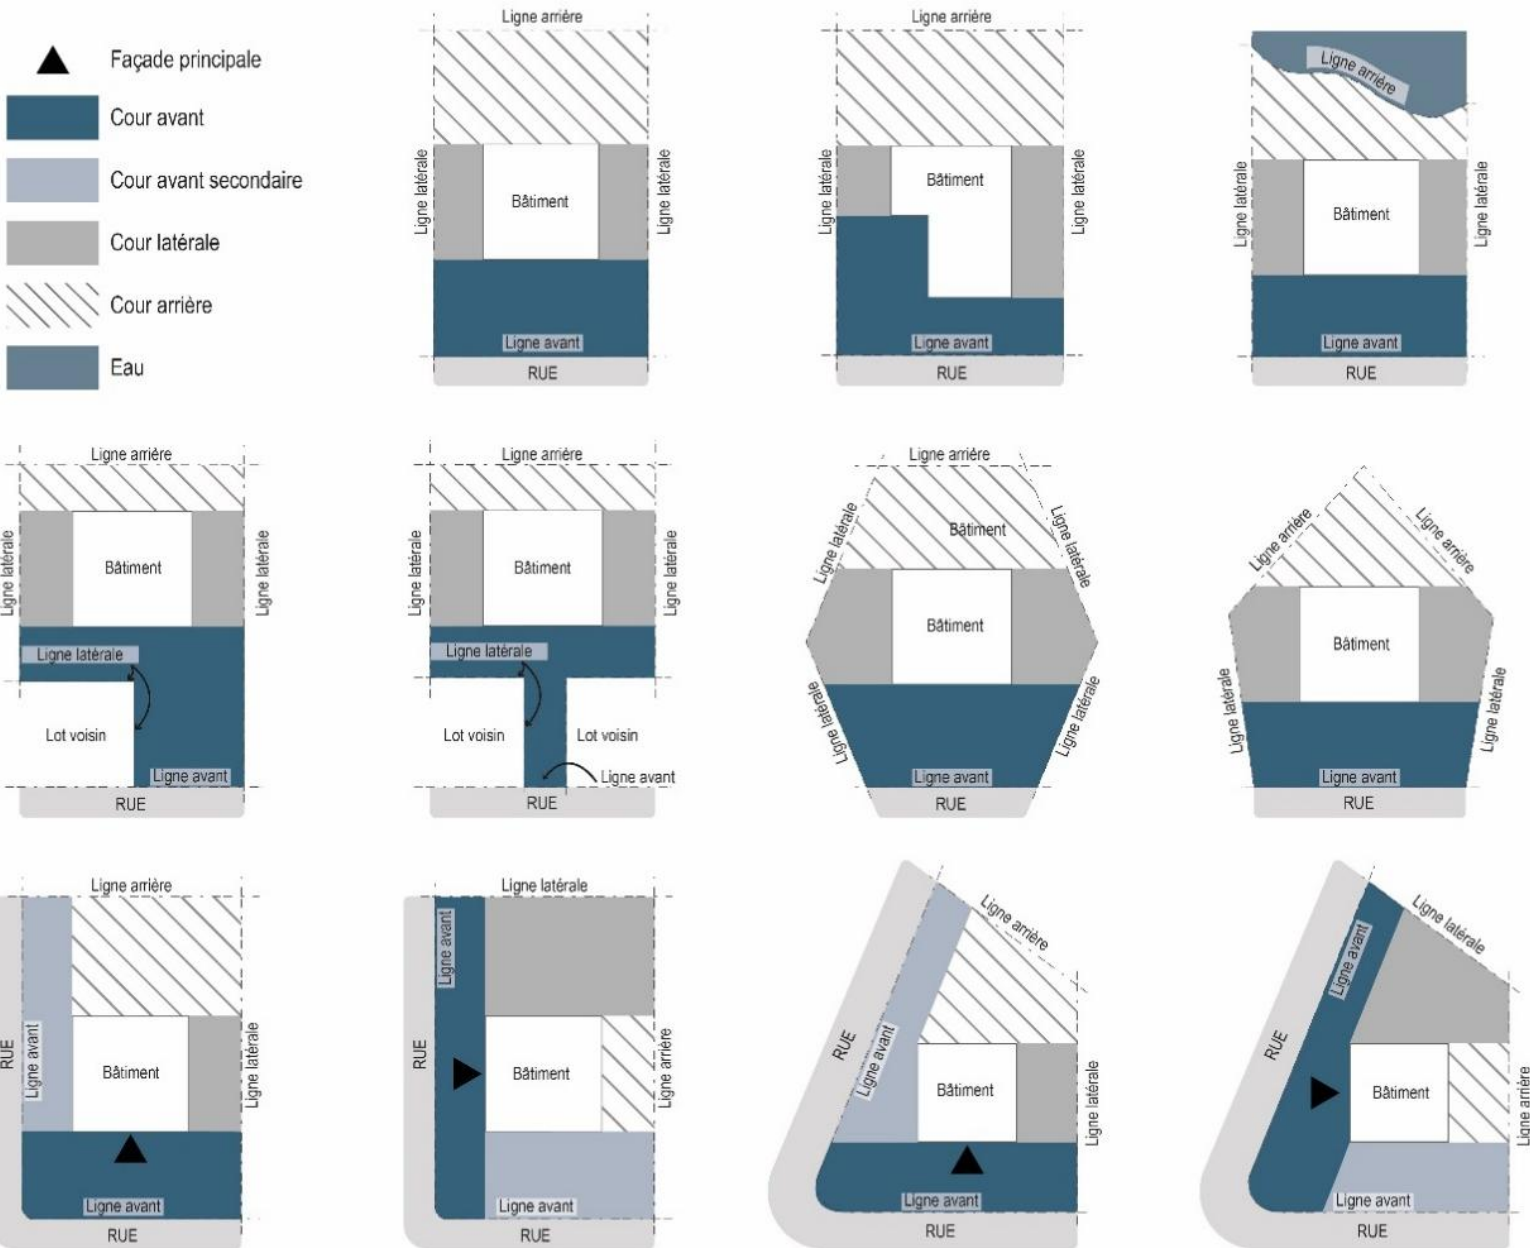 Façade principale
Cour avant
Cour avant secondaire
Cour latérale
Cour arrière
Eau
Ligne arrière
Ligne latérale
Bâtiment
Ligne latérale
Ligne avant
RUE
Ligne arrière
Ligne latérale
Bâtiment
Ligne latérale
Ligne avant
RUE
Ligne arrière
Ligne latérale
Bâtiment
Ligne latérale
Ligne avant
RUE
Ligne arrière
Ligne latérale
Bâtiment
Ligne latérale
Ligne latérale
Lot voisin
Ligne avant
RUE
Ligne arrière
Ligne latérale
Bâtiment
Ligne latérale
Ligne latérale
Lot voisin
Lot voisin
Ligne avant
RUE
Ligne arrière
Ligne latérale
Bâtiment
Ligne latérale
Bâtiment
Ligne latérale
Ligne latérale
Ligne avant
RUE
Ligne arrière
Ligne arrière
Bâtiment
Ligne latérale
Ligne latérale
Ligne avant
RUE
Ligne arrière
RUE
Ligne avant
Bâtiment
Ligne latérale
Ligne avant
RUE
Ligne latérale
Ligne avant
RUE
Bâtiment
Ligne arrière
Ligne avant
RUE
Ligne arrière
RUE
Ligne avant
Bâtiment
Ligne latérale
Ligne avant
RUE
Ligne latérale
Ligne avant
RUE
Bâtiment
Ligne arrière
Ligne avant
RUE